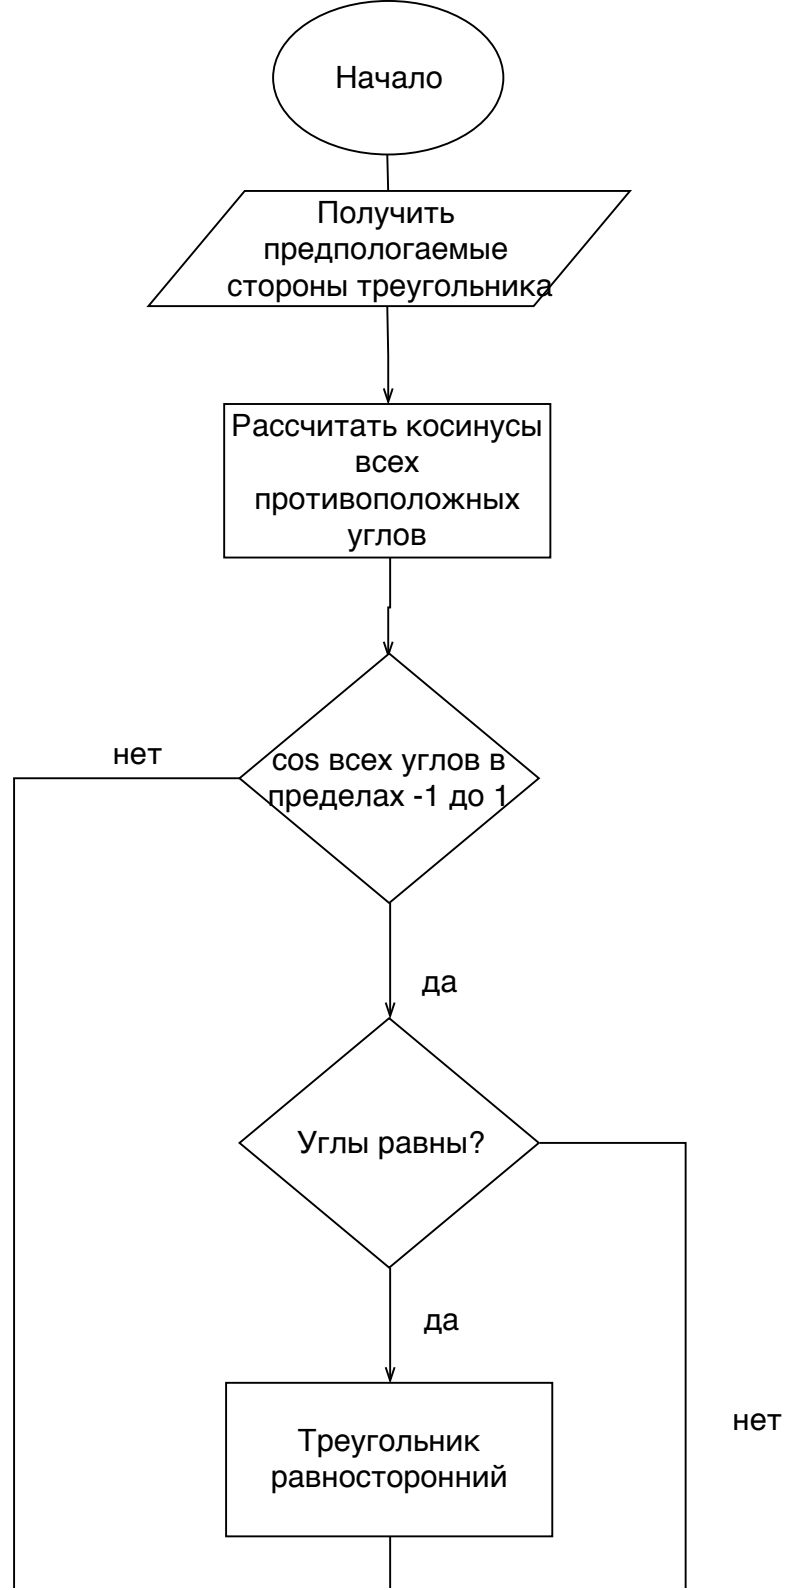 Начало
Получить
предпологаемые
стороны треугольника
Рассчитать косинусы
всех
противоположных
углов
нет
cos всех углов в
пределах -1 до 1
да
Углы равны?
да
нет
Треугольник
равносторонний